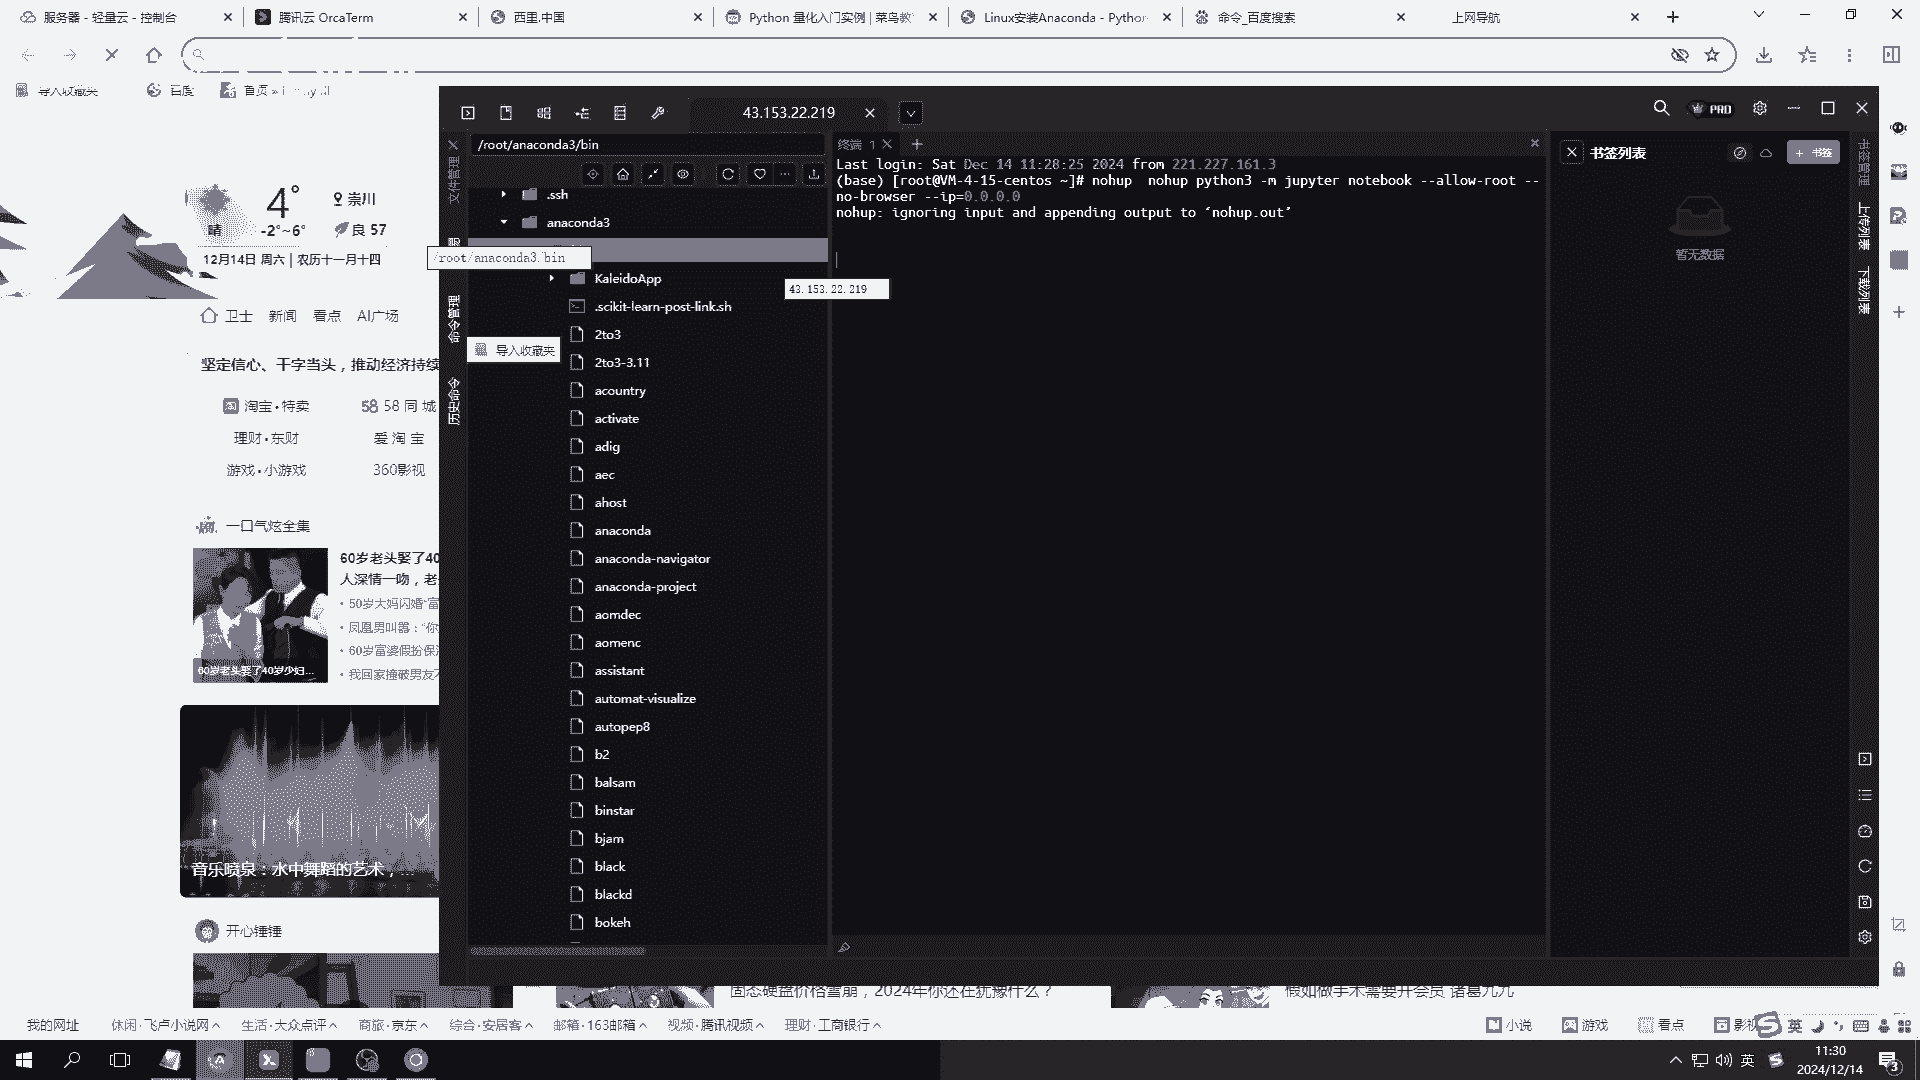 服务器 - 轻量云 - 控制台
腾讯云 OrcaTerm
西里.中国
Python 量化入门实例 | 菜鸟教
Linux安装Anaconda - Python
命令_百度搜索
上网导航
导入收藏夹
百度
43.153.22.219
PRO
/root/anaconda3/bin
终端 1
书签列表
+ 书签
文件管理
命令管理
历史命令
书签管理
上传列表
下载列表
暂无数据
Last login: Sat Dec 14 11:28:25 2024 from 221.227.161.3
(base) [root@VM-4-15-centos ~]# nohup  nohup python3 -m jupyter notebook --allow-root --
no-browser --ip=0.0.0.0
nohup: ignoring input and appending output to ‘nohup.out’
.ssh
anaconda3
/root/anaconda3/bin
KaleidoApp
43.153.22.219
.scikit-learn-post-link.sh
2to3
导入收藏夹
2to3-3.11
acountry
activate
adig
aec
ahost
anaconda
anaconda-navigator
anaconda-project
aomdec
aomenc
assistant
automat-visualize
autopep8
b2
balsam
binstar
bjam
black
blackd
bokeh
晴
4°
-2°~6°
崇川
良 57
12月14日 周六 | 农历十一月十四
卫士 新闻 看点 AI广场
坚定信心、干字当头，推动经济持续
淘宝•特卖
58 58 同 城
理财•东财
爱 淘 宝
游戏•小游戏
360影视
一口气炫全集
60岁老头娶了40
人深情一吻，老
• 50岁大妈闪婚“富
• 凤凰男叫嚣：“你
• 60岁富婆假扮保
• 我回家撞破男友
60岁老头娶了40岁少妇...
音乐喷泉：水中舞蹈的艺术，...
开心锤锤
固态硬盘价格雪崩，2024年你还在犹豫什么？
假如做手术需要开会员 诸葛九九
我的网址
休闲·飞卢小说网
生活·大众点评
商旅·京东
综合·安居客
邮箱·163邮箱
视频·腾讯视频
理财·工商银行
小说
游戏
看点
影视
英
英
11:30
2024/12/14
3